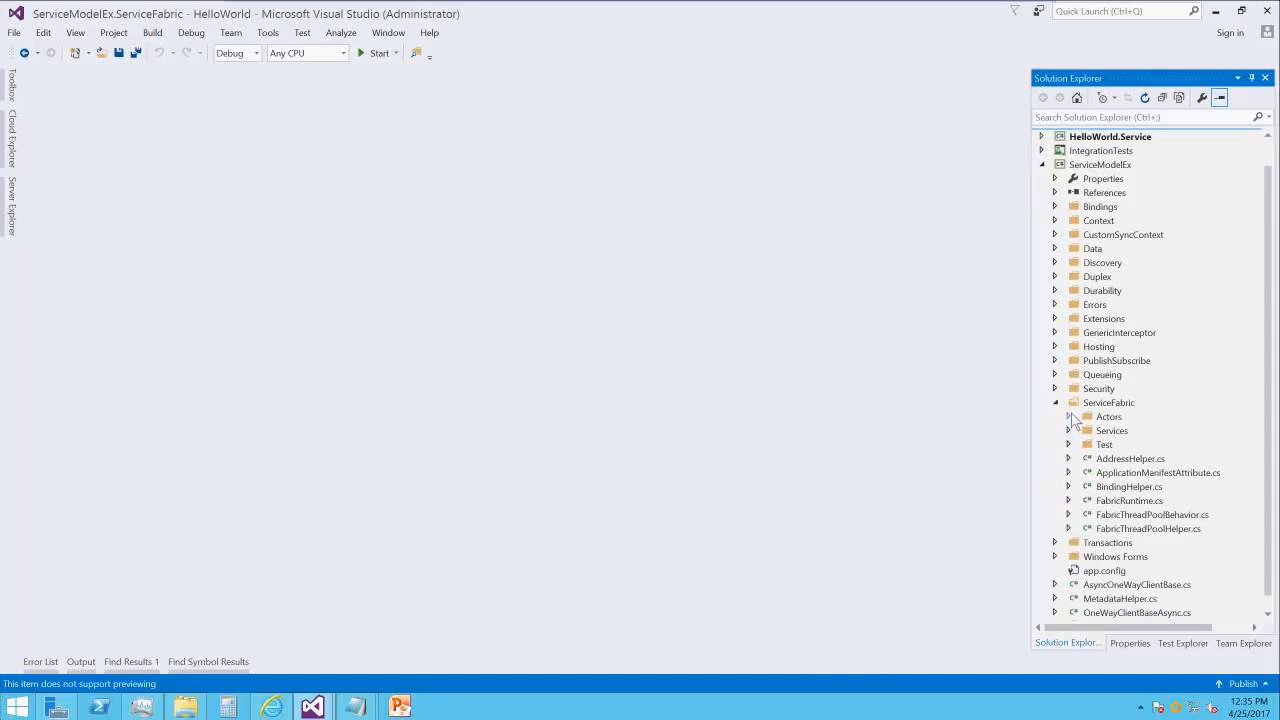 ServiceModelEx.ServiceFabric - HelloWorld - Microsoft Visual Studio (Administrator)
Quick Launch (Ctrl+Q)
File Edit View Project Build Debug Team Tools Test Analyze Window Help
Sign in
Debug Any CPU Start
Toolbox
Cloud Explorer
Server Explorer
Solution Explorer
Search Solution Explorer (Ctrl+;)
HelloWorld.Service
IntegrationTests
ServiceModelEx
Properties
References
Bindings
Context
CustomSyncContext
Data
Discovery
Duplex
Durability
Errors
Extensions
GenericInterceptor
Hosting
PublishSubscribe
Queueing
Security
ServiceFabric
Actors
Services
Test
AddressHelper.cs
ApplicationManifestAttribute.cs
BindingHelper.cs
FabricRuntime.cs
FabricThreadPoolBehavior.cs
FabricThreadPoolHelper.cs
Transactions
Windows Forms
app.config
AsyncOneWayClientBase.cs
MetadataHelper.cs
OneWayClientBaseAsync.cs
Solution Explor... Properties Test Explorer Team Explorer
Error List Output Find Results 1 Find Symbol Results
This item does not support previewing
Publish
12:35 PM
4/25/2017